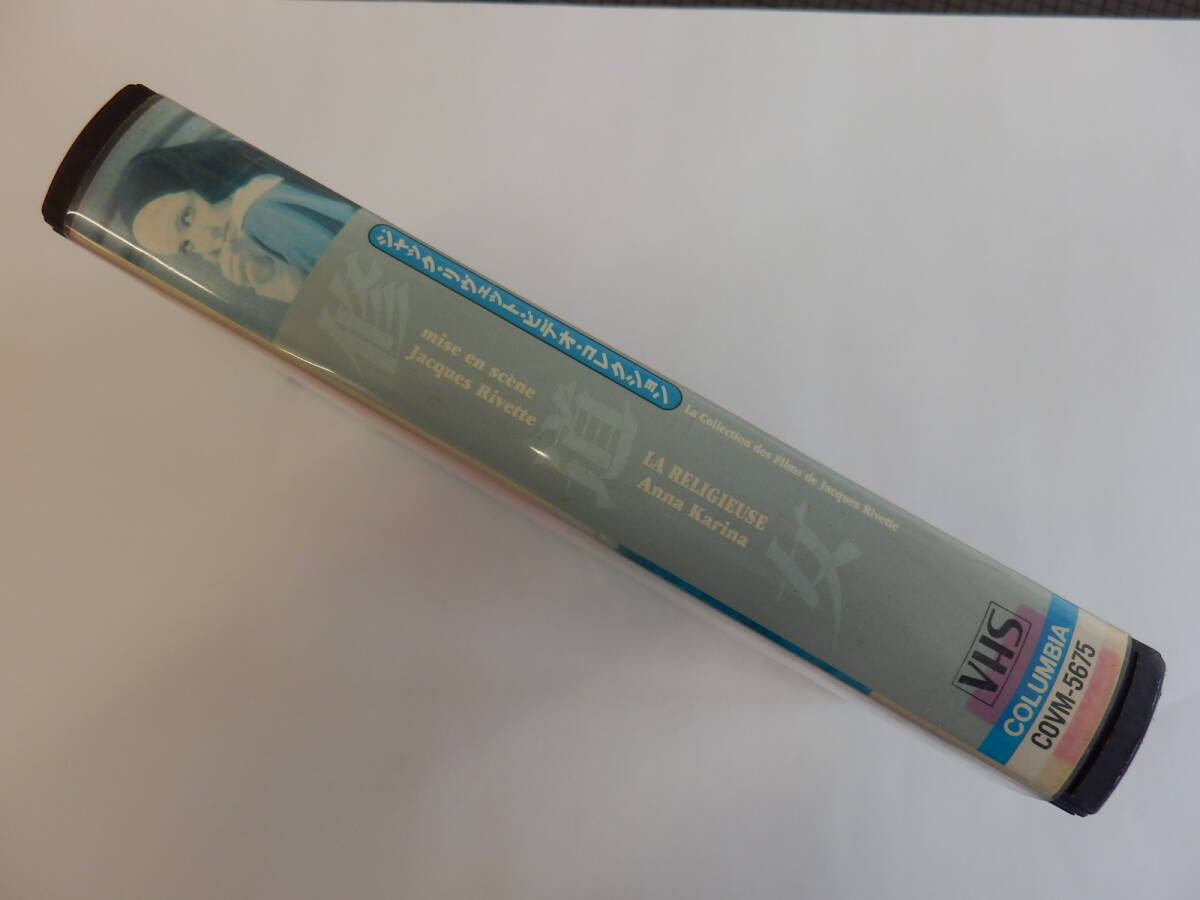 ジャック・リヴェット・ビデオ・コレクション
La Collection des Films de Jacques Rivette
修道女
mise en scène
Jacques Rivette
LA RELIGIEUSE
Anna Karina
VHS
COLUMBIA
COVM-5675